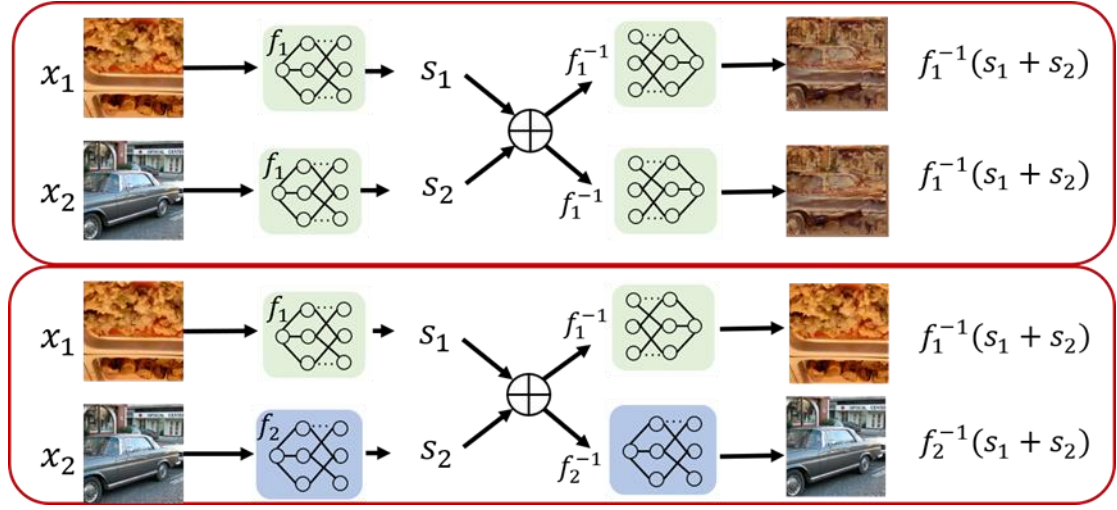 x₁ f₁ s₁ f₁⁻¹ f₁⁻¹(s₁ + s₂)
x₂ f₁ s₂ f₁⁻¹ f₁⁻¹(s₁ + s₂)
x₁ f₁ s₁ f₁⁻¹ f₁⁻¹(s₁ + s₂)
x₂ f₂ s₂ f₂⁻¹ f₂⁻¹(s₁ + s₂)